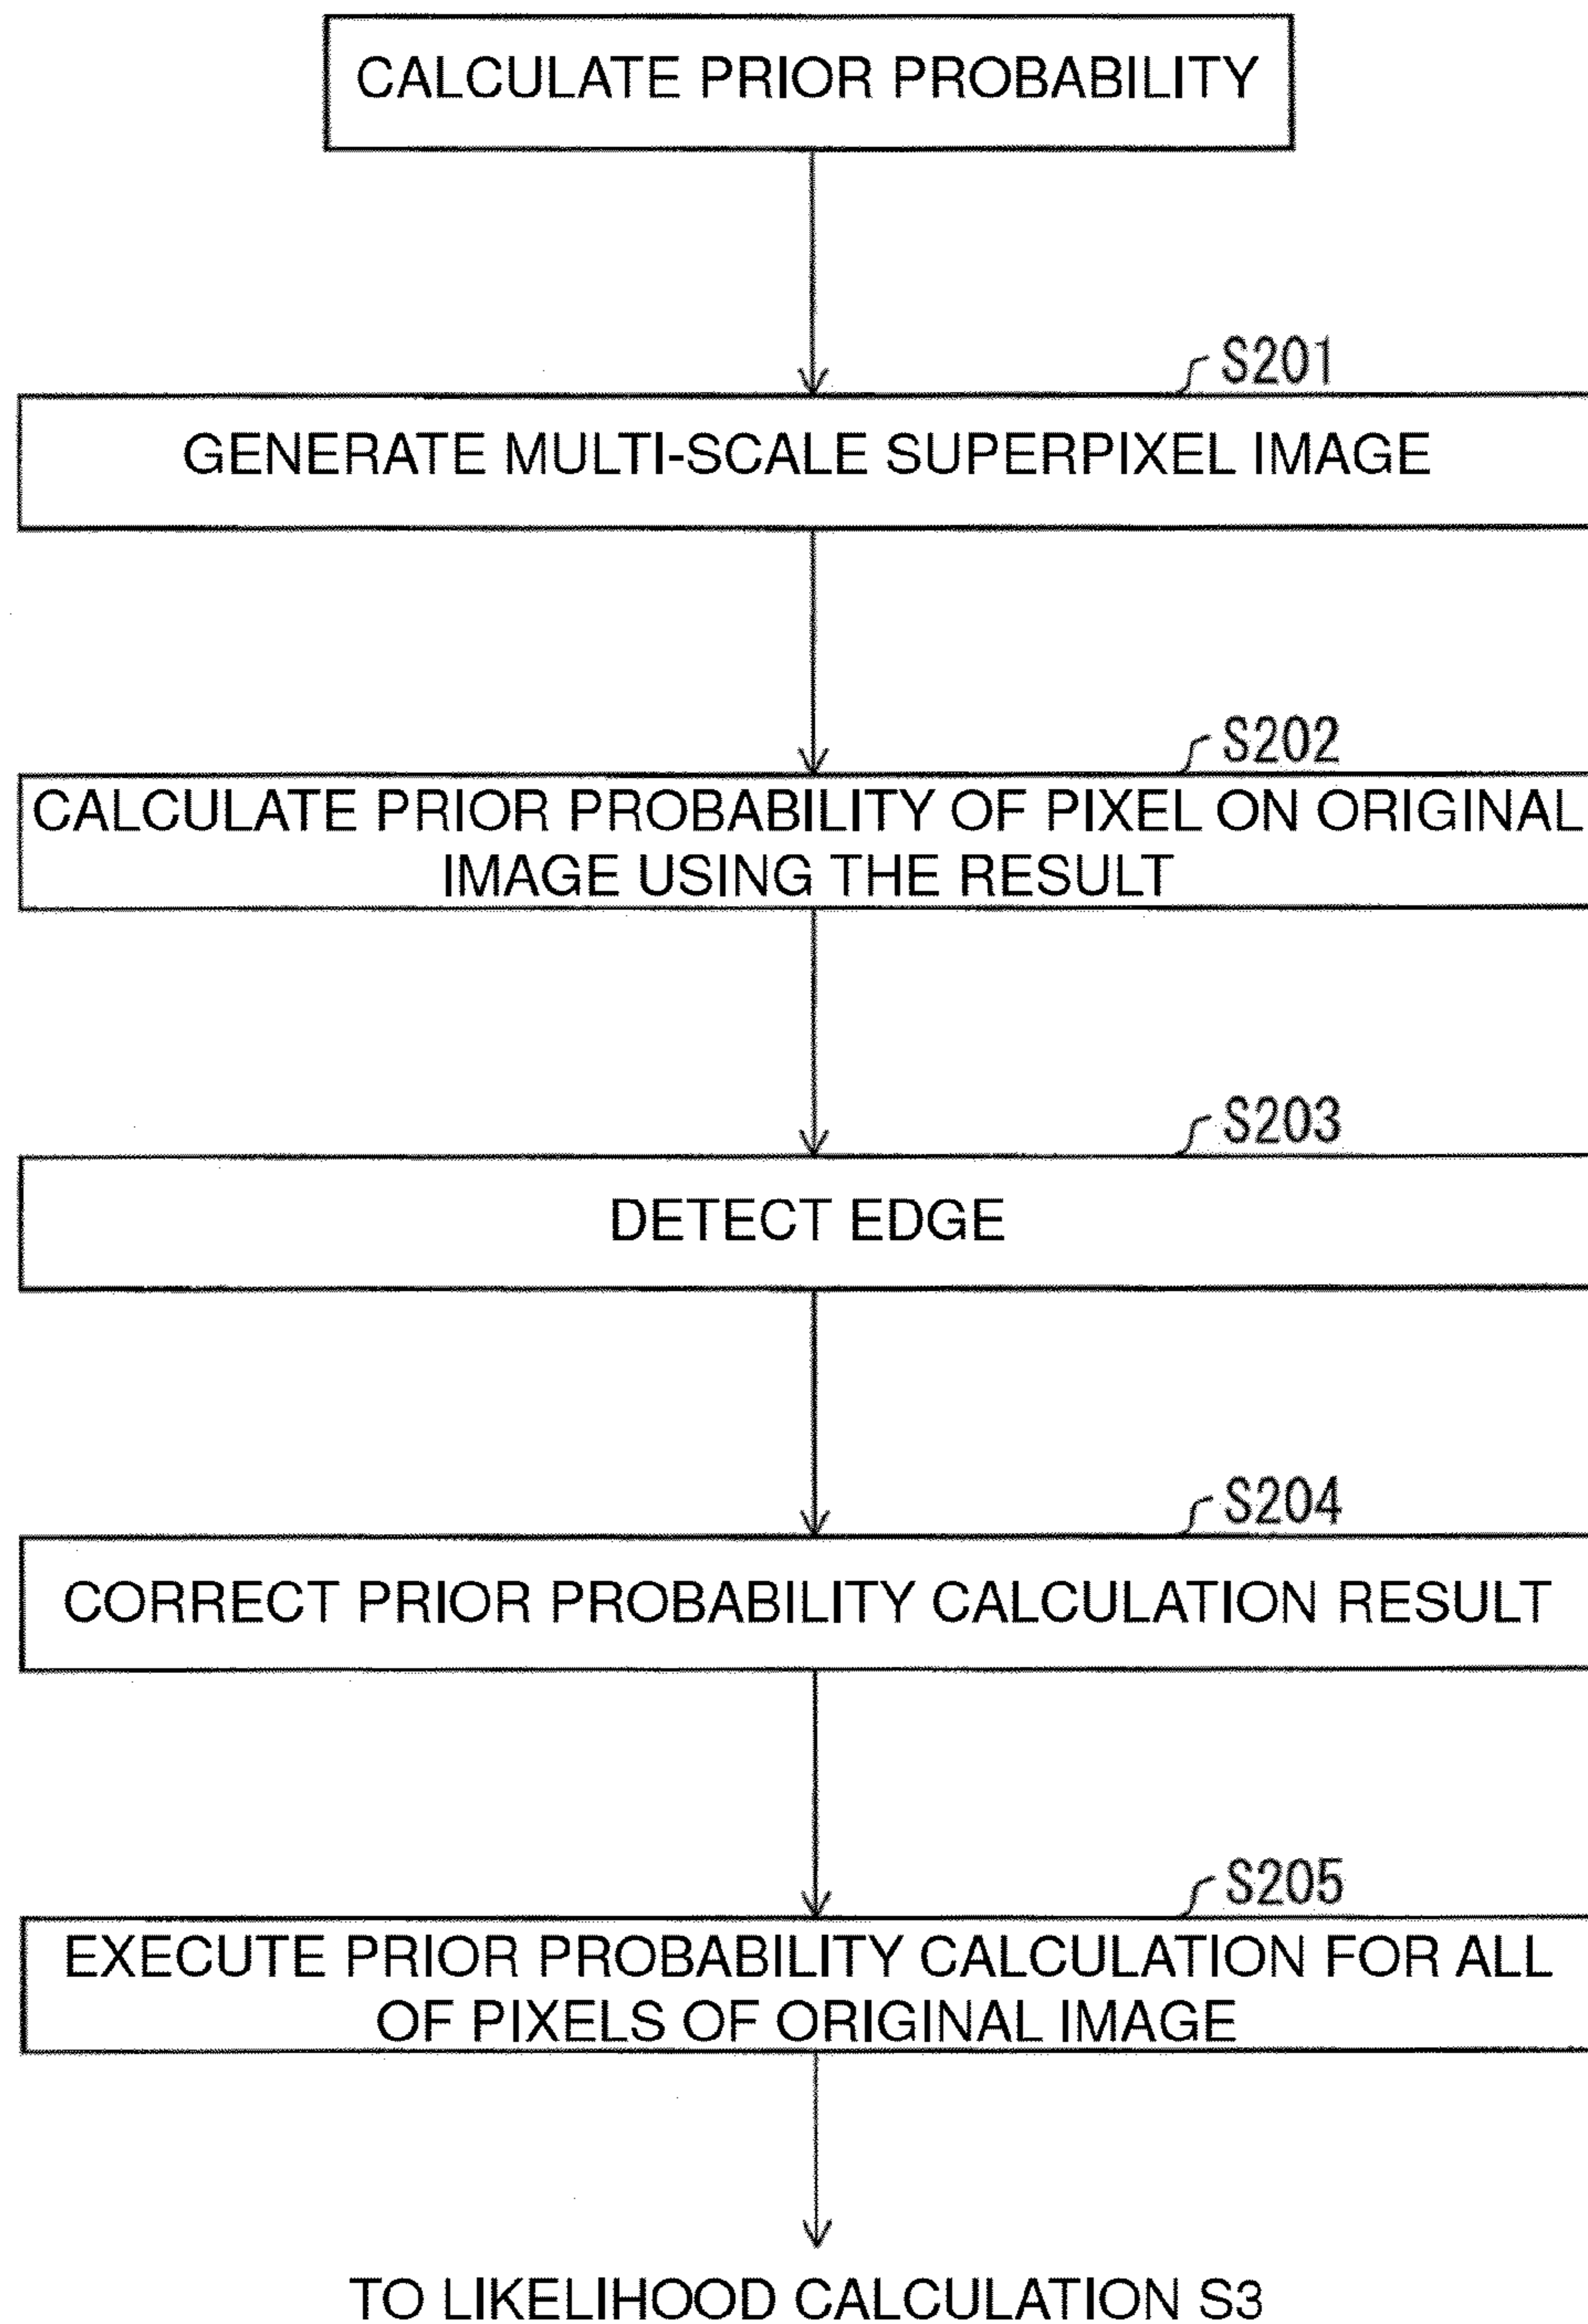 CALCULATE PRIOR PROBABILITY
S201
GENERATE MULTI-SCALE SUPERPIXEL IMAGE
S202
CALCULATE PRIOR PROBABILITY OF PIXEL ON ORIGINAL
IMAGE USING THE RESULT
S203
DETECT EDGE
S204
CORRECT PRIOR PROBABILITY CALCULATION RESULT
S205
EXECUTE PRIOR PROBABILITY CALCULATION FOR ALL
OF PIXELS OF ORIGINAL IMAGE
TO LIKELIHOOD CALCULATION S3